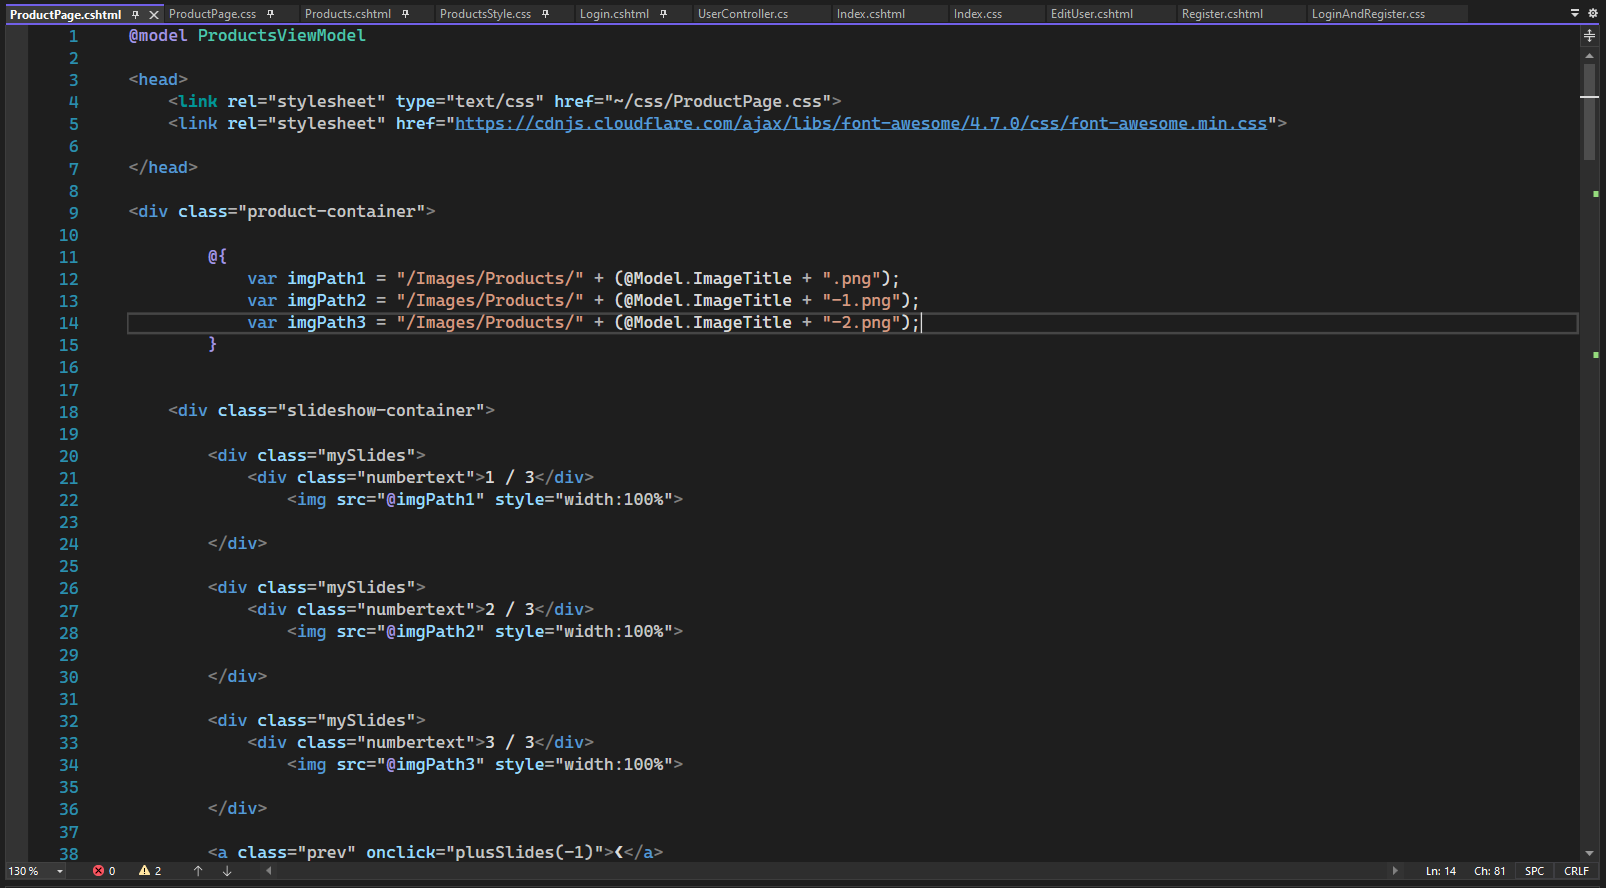 ProductPage.cshtml ProductPage.css Products.cshtml ProductsStyle.css Login.cshtml UserController.cs Index.cshtml Index.css EditUser.cshtml Register.cshtml LoginAndRegister.css
1 @model ProductsViewModel
2
3 <head>
4 <link rel="stylesheet" type="text/css" href="~/css/ProductPage.css">
5 <link rel="stylesheet" href="https://cdnjs.cloudflare.com/ajax/libs/font-awesome/4.7.0/css/font-awesome.min.css">
6
7 </head>
8
9 <div class="product-container">
10
11 @{
12 var imgPath1 = "/Images/Products/" + (@Model.ImageTitle + ".png");
13 var imgPath2 = "/Images/Products/" + (@Model.ImageTitle + "-1.png");
14 var imgPath3 = "/Images/Products/" + (@Model.ImageTitle + "-2.png");
15 }
16
17
18 <div class="slideshow-container">
19
20 <div class="mySlides">
21 <div class="numbertext">1 / 3</div>
22 <img src="@imgPath1" style="width:100%">
23
24 </div>
25
26 <div class="mySlides">
27 <div class="numbertext">2 / 3</div>
28 <img src="@imgPath2" style="width:100%">
29
30 </div>
31
32 <div class="mySlides">
33 <div class="numbertext">3 / 3</div>
34 <img src="@imgPath3" style="width:100%">
35
36 </div>
37
38 <a class="prev" onclick="plusSlides(-1)">❮</a>
130 % 0 2 Ln: 14 Ch: 81 SPC CRLF